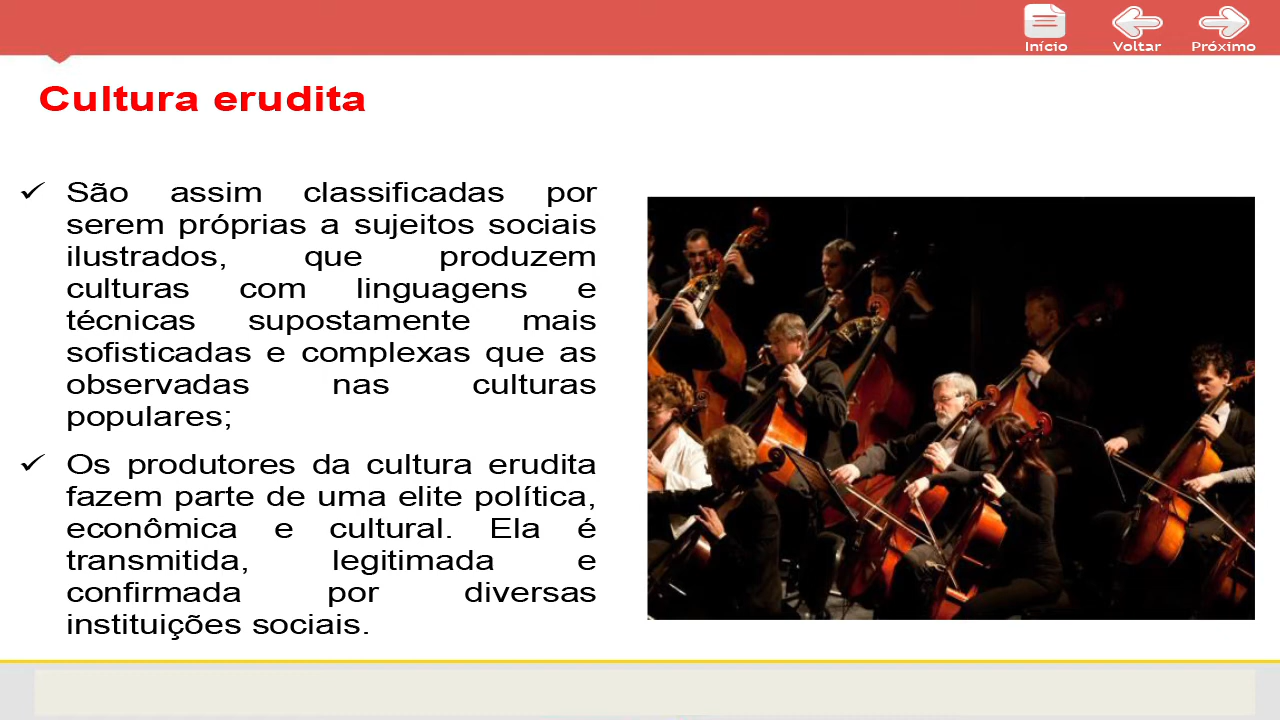 Início Voltar Próximo
Cultura erudita
✓ São assim classificadas por
serem próprias a sujeitos sociais
ilustrados, que produzem
culturas com linguagens e
técnicas supostamente mais
sofisticadas e complexas que as
observadas nas culturas
populares;
✓ Os produtores da cultura erudita
fazem parte de uma elite política,
econômica e cultural. Ela é
transmitida, legitimada e
confirmada por diversas
instituições sociais.